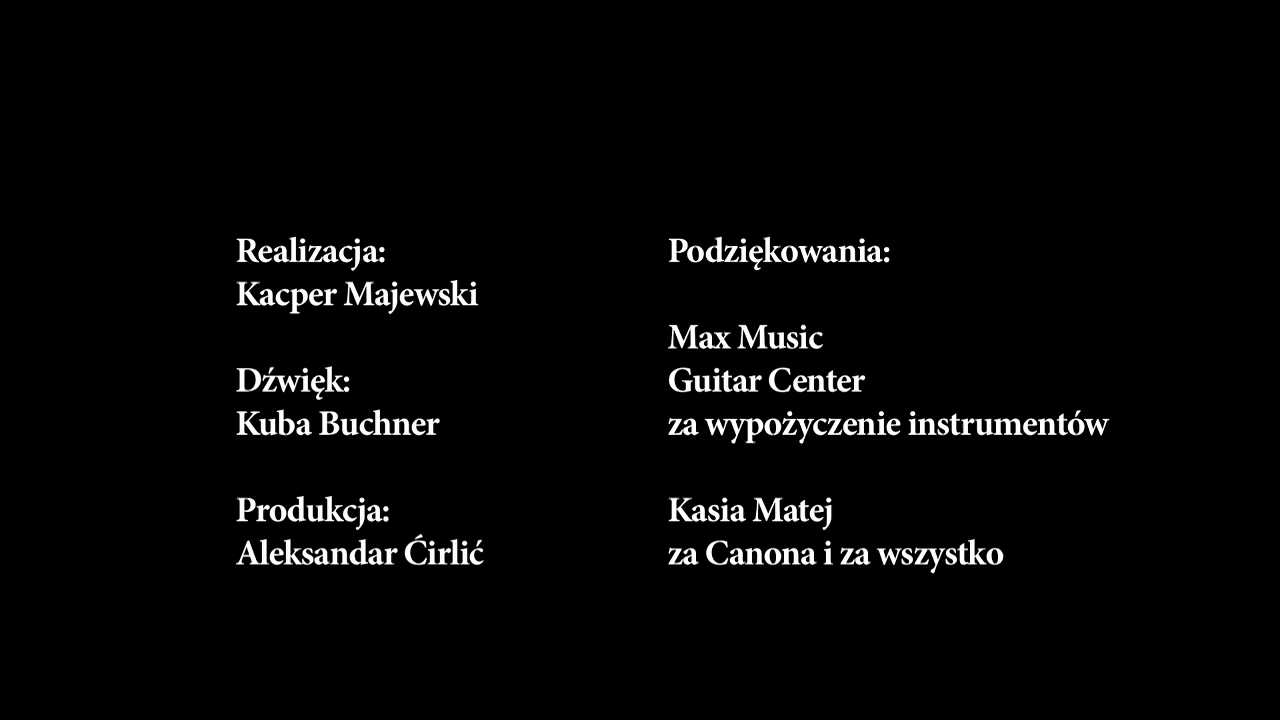 Realizacja:
Kacper Majewski
Dźwięk:
Kuba Buchner
Produkcja:
Aleksandar Ćirlić
Podziękowania:
Max Music
Guitar Center
za wypożyczenie instrumentów
Kasia Matej
za Canona i za wszystko